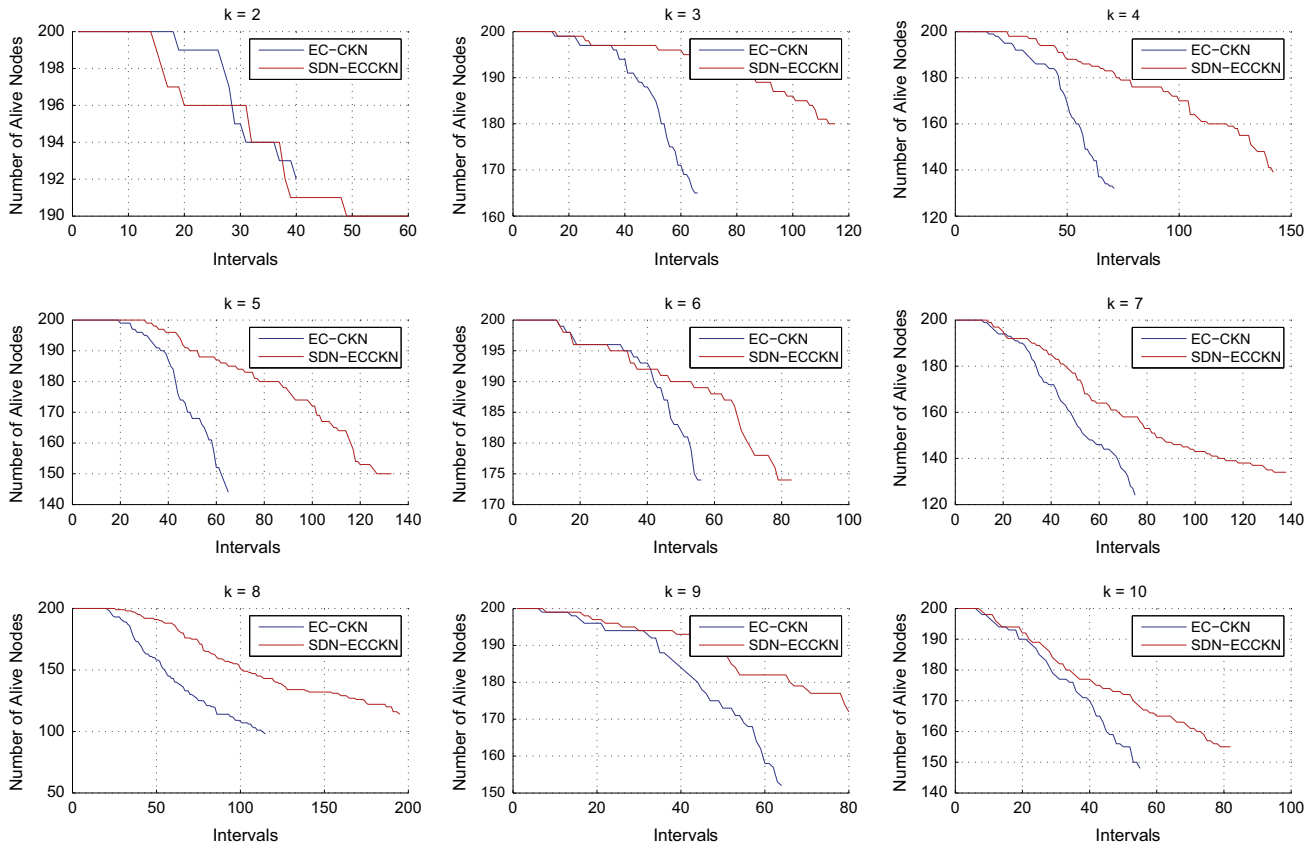 k = 2
200
198
196
194
192
190
Number of Alive Nodes
EC-CKN
SDN-ECCKN
0 10 20 30 40 50 60
Intervals
k = 3
200
190
180
170
160
Number of Alive Nodes
EC-CKN
SDN-ECCKN
0 20 40 60 80 100 120
Intervals
k = 4
200
180
160
140
120
Number of Alive Nodes
EC-CKN
SDN-ECCKN
0 50 100 150
Intervals
k = 5
200
190
180
170
160
150
140
Number of Alive Nodes
EC-CKN
SDN-ECCKN
0 20 40 60 80 100 120 140
Intervals
k = 6
200
195
190
185
180
175
170
Number of Alive Nodes
EC-CKN
SDN-ECCKN
0 20 40 60 80 100
Intervals
k = 7
200
180
160
140
120
Number of Alive Nodes
EC-CKN
SDN-ECCKN
0 20 40 60 80 100 120 140
Intervals
k = 8
200
150
100
50
Number of Alive Nodes
EC-CKN
SDN-ECCKN
0 50 100 150 200
Intervals
k = 9
200
190
180
170
160
150
Number of Alive Nodes
EC-CKN
SDN-ECCKN
0 20 40 60 80
Intervals
k = 10
200
190
180
170
160
150
140
Number of Alive Nodes
EC-CKN
SDN-ECCKN
0 20 40 60 80 100
Intervals